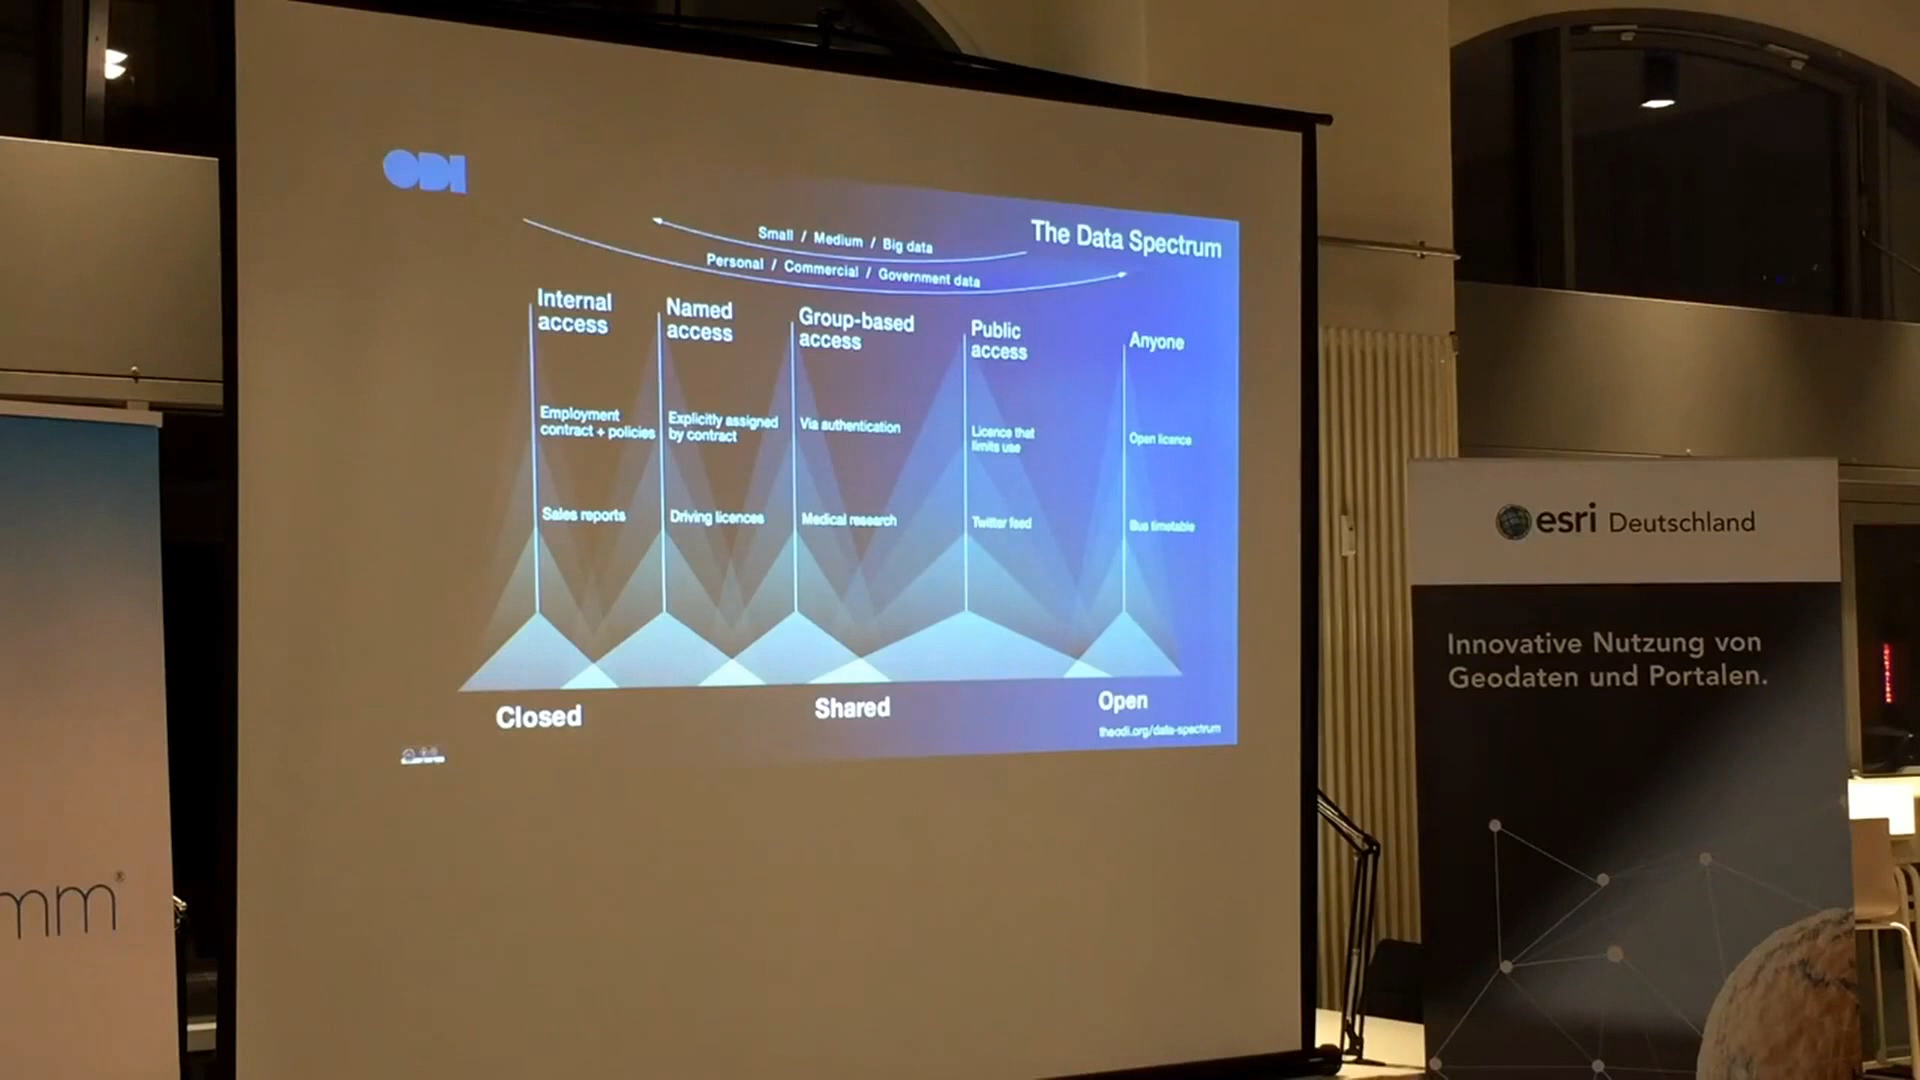 ODI
The Data Spectrum
Small / Medium / Big data
Personal / Commercial / Government data
Internal
access
Named
access
Group-based
access
Public
access
Anyone
Employment
contract + policies
Explicitly assigned
by contract
Via authentication
Licence that
limits use
Open licence
Sales reports
Driving licences
Medical research
Twitter feed
Bus timetable
Closed
Shared
Open
theodi.org/data-spectrum
mm®
esri Deutschland
Innovative Nutzung von
Geodaten und Portalen.